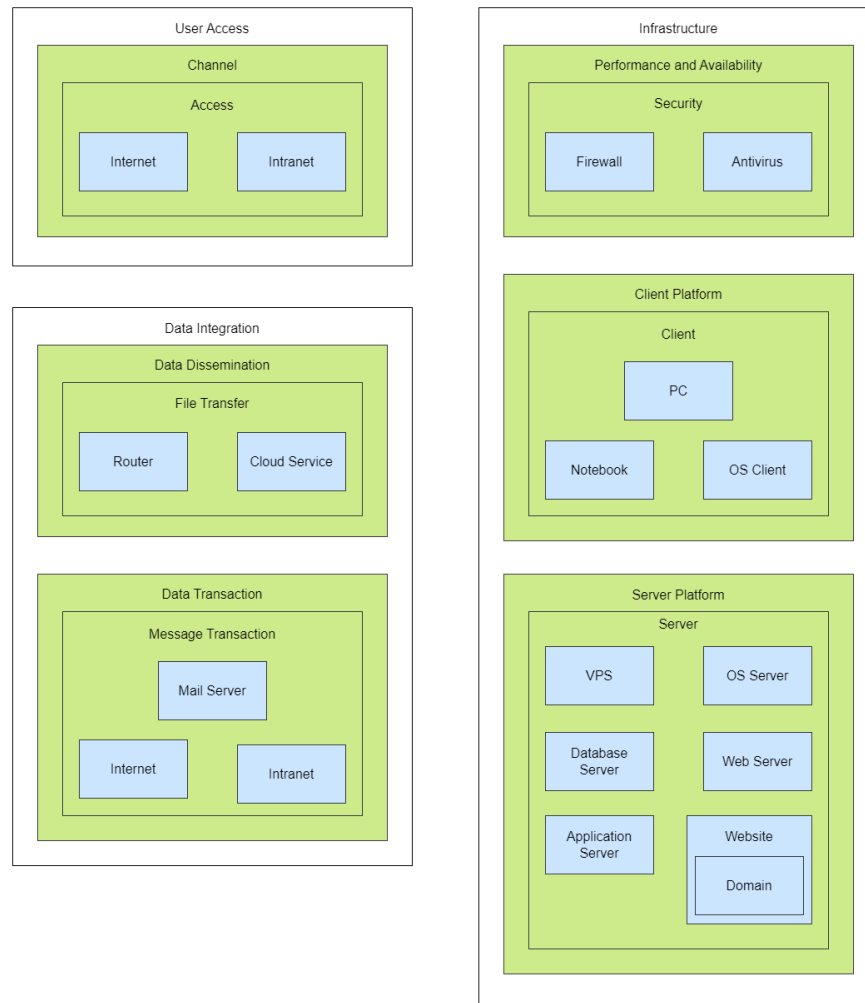 User Access
Channel
Access
Internet
Intranet
Data Integration
Data Dissemination
File Transfer
Router
Cloud Service
Data Transaction
Message Transaction
Mail Server
Internet
Intranet
Infrastructure
Performance and Availability
Security
Firewall
Antivirus
Client Platform
Client
PC
Notebook
OS Client
Server Platform
Server
VPS
OS Server
Database
Server
Web Server
Application
Server
Website
Domain